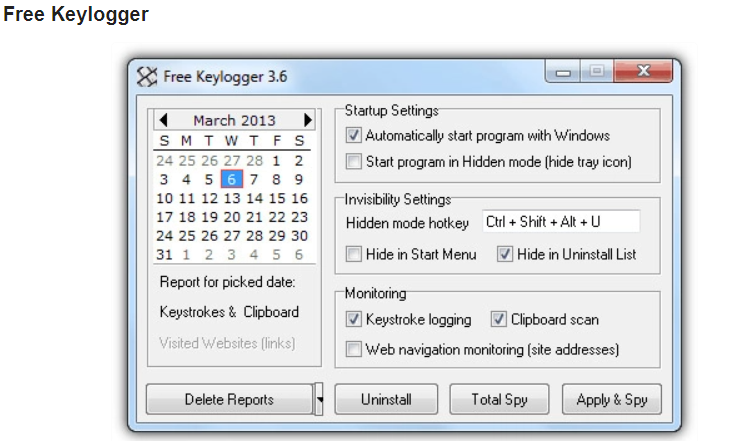 Free Keylogger
Free Keylogger 3.6
March 2013
S M T W T F S
24 25 26 27 28 1 2
3 4 5 6 7 8 9
10 11 12 13 14 15 16
17 18 19 20 21 22 23
24 25 26 27 28 29 30
31 1 2 3 4 5 6
Report for picked date:
Keystrokes & Clipboard
Visited Websites (links)
Startup Settings
Automatically start program with Windows
Start program in Hidden mode (hide tray icon)
Invisibility Settings
Hidden mode hotkey Ctrl + Shift + Alt + U
Hide in Start Menu Hide in Uninstall List
Monitoring
Keystroke logging Clipboard scan
Web navigation monitoring (site addresses)
Delete Reports Uninstall Total Spy Apply & Spy